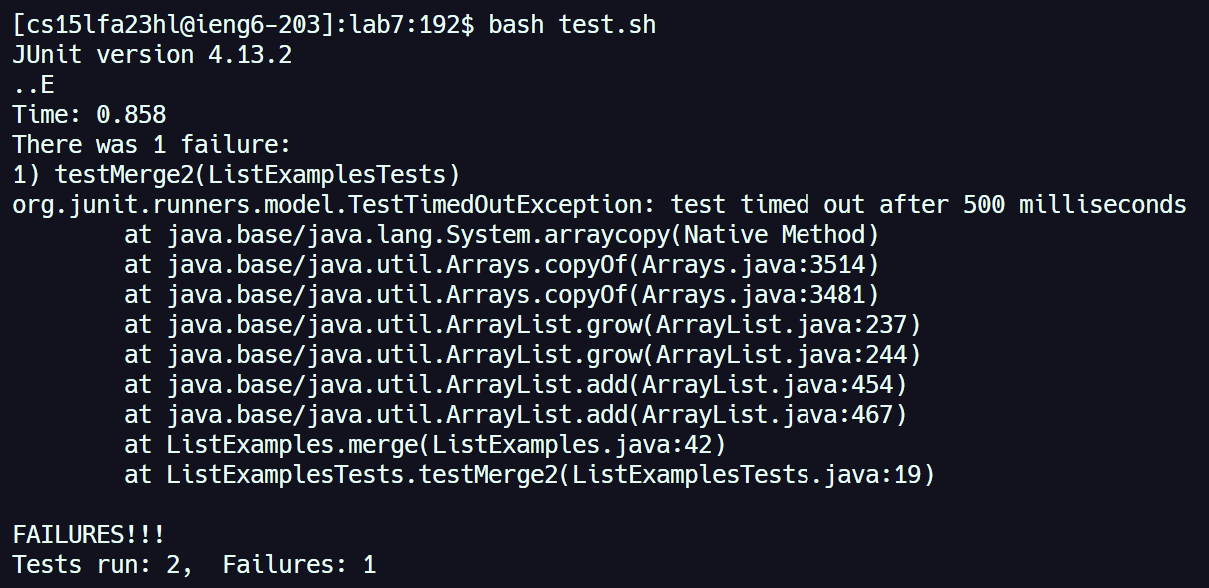 [cs15lfa23hl@ieng6-203]:lab7:192$ bash test.sh
JUnit version 4.13.2
..E
Time: 0.858
There was 1 failure:
1) testMerge2(ListExamplesTests)
org.junit.runners.model.TestTimedOutException: test timed out after 500 milliseconds
        at java.base/java.lang.System.arraycopy(Native Method)
        at java.base/java.util.Arrays.copyOf(Arrays.java:3514)
        at java.base/java.util.Arrays.copyOf(Arrays.java:3481)
        at java.base/java.util.ArrayList.grow(ArrayList.java:237)
        at java.base/java.util.ArrayList.grow(ArrayList.java:244)
        at java.base/java.util.ArrayList.add(ArrayList.java:454)
        at java.base/java.util.ArrayList.add(ArrayList.java:467)
        at ListExamples.merge(ListExamples.java:42)
        at ListExamplesTests.testMerge2(ListExamplesTests.java:19)

FAILURES!!!
Tests run: 2,  Failures: 1